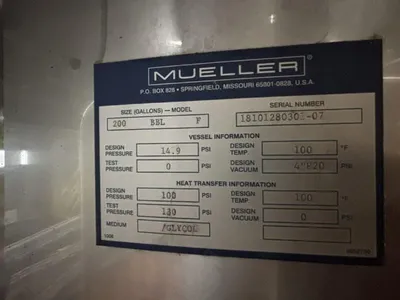 MUELLER®
P.O. BOX 828 • SPRINGFIELD, MISSOURI 65801-0828, U.S.A.
SIZE (GALLONS) — MODEL SERIAL NUMBER
200 BBL F
VESSEL INFORMATION
DESIGN PRESSURE 14.9 PSI DESIGN TEMP 100 °F
TEST PRESSURE 0 PSI DESIGN VACUUM
HEAT TRANSFER INFORMATION
DESIGN PRESSURE 100 PSI DESIGN TEMP 100 °F
TEST PRESSURE 130 PSI DESIGN VACUUM 0 PSI
MEDIUM /GLYCOL